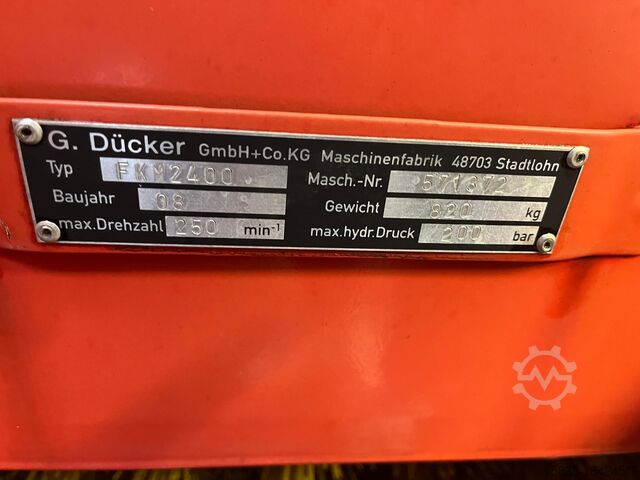 G. Dücker GmbH+Co.KG Maschinenfabrik 48703 Stadtlohn
Typ FKM2400 Masch.-Nr. 571372
Baujahr 08 Gewicht 820 kg
max.Drehzahl 250 min⁻¹ max.hydr.Druck 200 bar